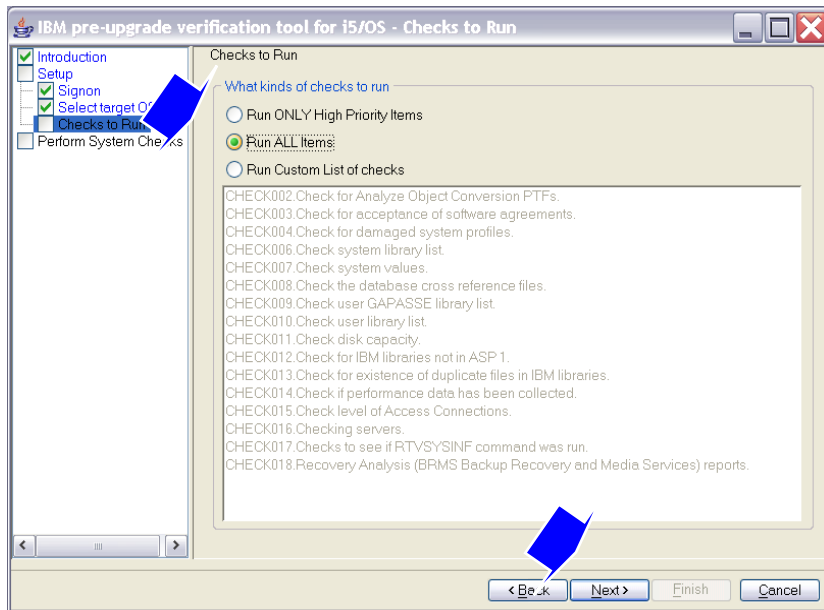 IBM pre-upgrade verification tool for i5/OS - Checks to Run
Introduction
Setup
Signon
Select target OS
Checks to Run
Perform System Checks
Checks to Run
What kinds of checks to run
Run ONLY High Priority Items
Run ALL Items
Run Custom List of checks
CHECK002.Check for Analyze Object Conversion PTFs.
CHECK003.Check for acceptance of software agreements.
CHECK004.Check for damaged system profiles.
CHECK006.Check system library list.
CHECK007.Check system values.
CHECK008.Check the database cross reference files.
CHECK009.Check user GAPASSE library list.
CHECK010.Check user library list.
CHECK011.Check disk capacity.
CHECK012.Check for IBM libraries not in ASP 1.
CHECK013.Check for existence of duplicate files in IBM libraries.
CHECK014.Check if performance data has been collected.
CHECK015.Check level of Access Connections.
CHECK016.Checking servers.
CHECK017.Checks to see if RTVSYSINF command was run.
CHECK018.Recovery Analysis (BRMS Backup Recovery and Media Services) reports.
< Back Next > Finish Cancel